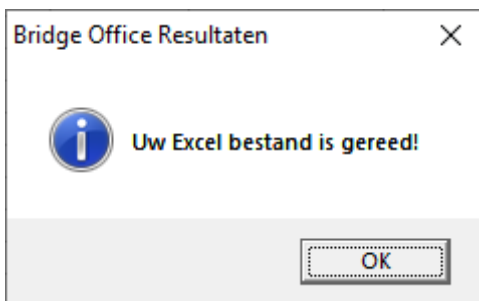 Bridge Office Resultaten
Uw Excel bestand is gereed!
OK